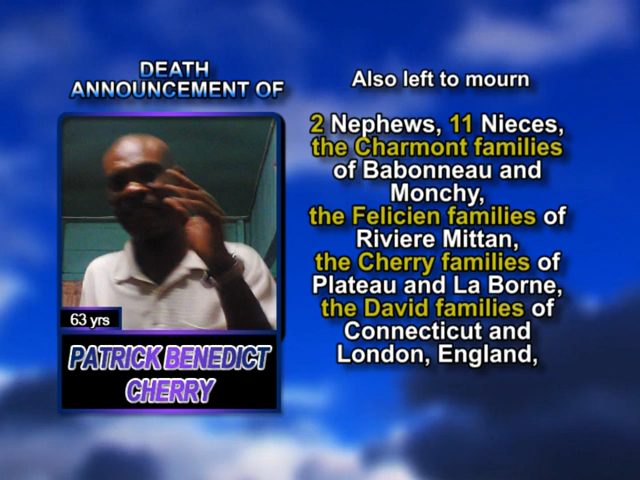 DEATH
ANNOUNCEMENT OF
63 yrs
PATRICK BENEDICT
CHERRY
Also left to mourn
2 Nephews, 11 Nieces,
the Charmont families
of Babonneau and
Monchy,
the Felicien families of
Riviere Mittan,
the Cherry families of
Plateau and La Borne,
the David families of
Connecticut and
London, England,